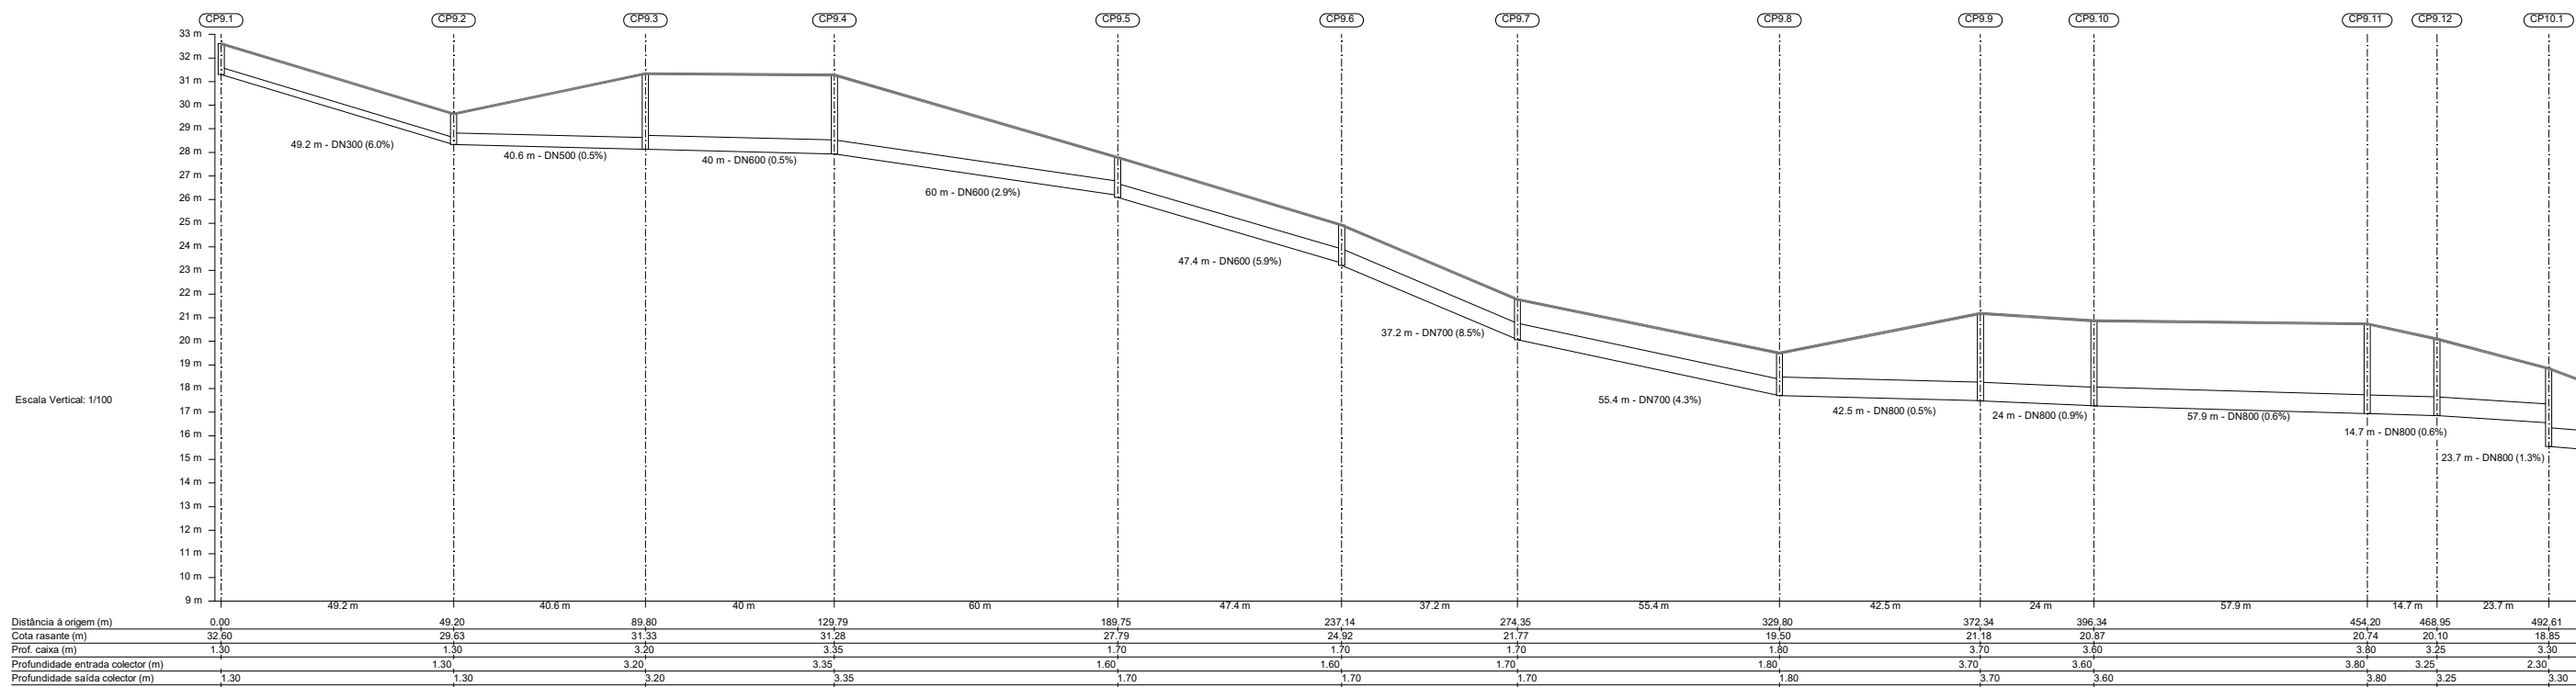 CP9.1 CP9.2 CP9.3 CP9.4 CP9.5 CP9.6 CP9.7 CP9.8 CP9.9 CP9.10 CP9.11 CP9.12 CP10.1
33 m
32 m
31 m
30 m
29 m
28 m
27 m
26 m
25 m
24 m
23 m
22 m
21 m
20 m
19 m
18 m
17 m
16 m
15 m
14 m
13 m
12 m
11 m
10 m
9 m
Escala Vertical: 1/100
49.2 m - DN300 (6.0%)
40.6 m - DN500 (0.5%)
40 m - DN600 (0.5%)
60 m - DN600 (2.9%)
47.4 m - DN600 (5.9%)
37.2 m - DN700 (8.5%)
55.4 m - DN700 (4.3%)
42.5 m - DN800 (0.5%)
24 m - DN800 (0.9%)
57.9 m - DN800 (0.6%)
14.7 m - DN800 (0.6%)
23.7 m - DN800 (1.3%)
49.2 m 40.6 m 40 m 60 m 47.4 m 37.2 m 55.4 m 42.5 m 24 m 57.9 m 14.7 m 23.7 m
Distância à origem (m) 0.00 49.20 89.80 129.79 189.75 237.14 274.35 329.80 372.34 396.34 454.20 468.95 492.61
Cota rasante (m) 32.60 29.63 31.33 31.28 27.79 24.92 21.77 19.50 21.18 20.87 20.74 20.10 18.85
Prof. caixa (m) 1.30 1.30 3.20 3.35 1.70 1.70 1.70 1.80 3.70 3.60 3.80 3.25 3.30
Profundidade entrada colector (m) 1.30 3.20 3.35 1.60 1.60 1.70 1.80 3.70 3.60 3.80 3.25 2.30
Profundidade saída colector (m) 1.30 1.30 3.20 3.35 1.70 1.70 1.70 1.80 3.70 3.60 3.80 3.25 3.30